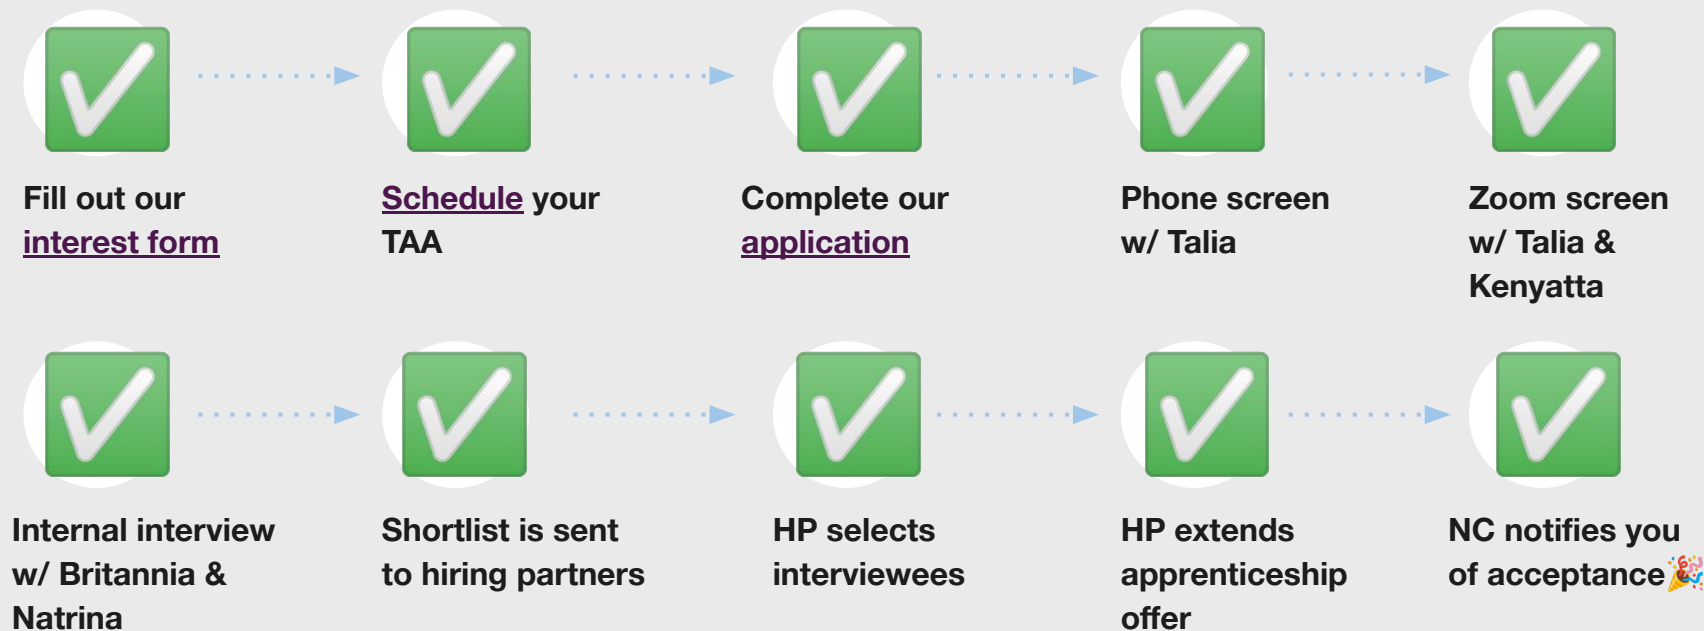 Fill out our
interest form
Schedule your
TAA
Complete our
application
Phone screen
w/ Talia
Zoom screen
w/ Talia &
Kenyatta
Internal interview
w/ Britannia &
Natrina
Shortlist is sent
to hiring partners
HP selects
interviewees
HP extends
apprenticeship
offer
NC notifies you
of acceptance🎉